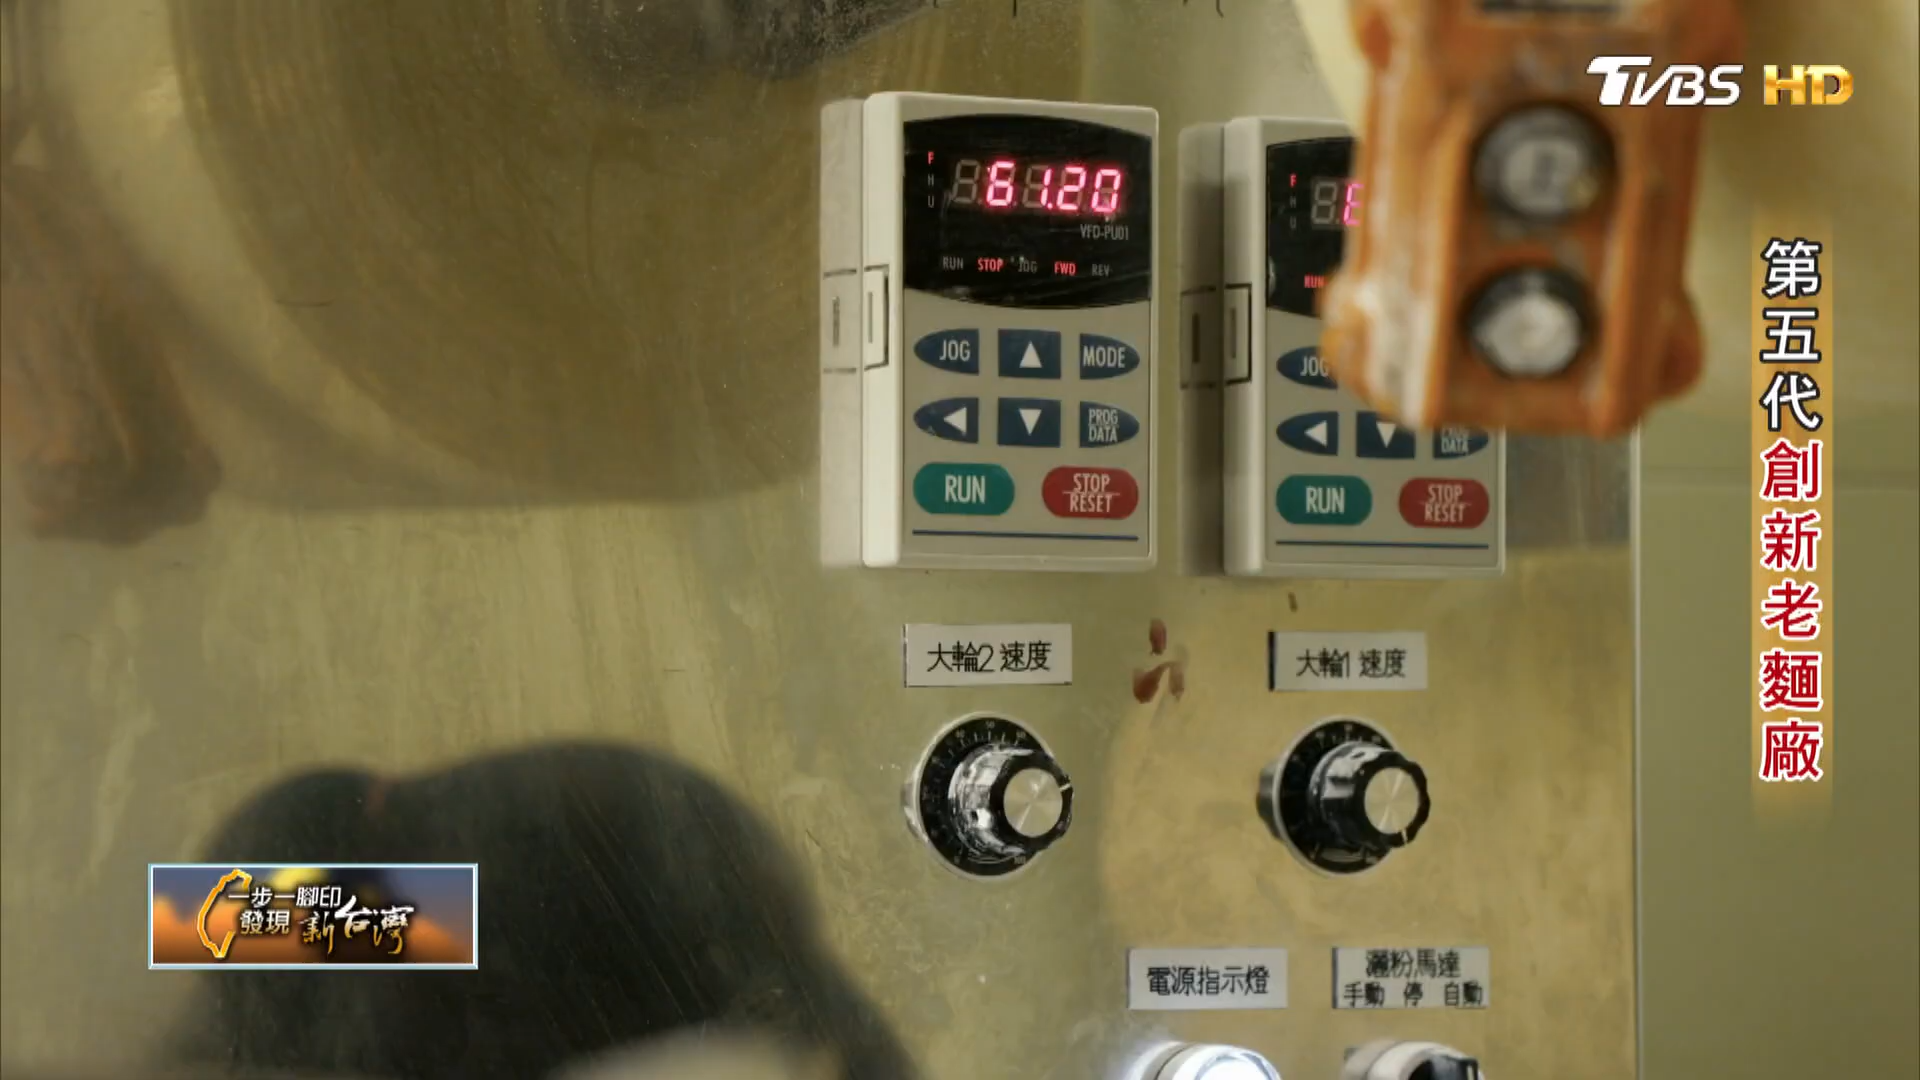 TVBS HD
第五代創新老麵廠
F
H
U
61.20
VFD-PU01
RUN STOP JOG FWD REV
JOG MODE
PROG
DATA
RUN STOP
RESET
F
H
U
RUN
JOG
PROG
DATA
RUN STOP
RESET
大輪2 速度
大輪1 速度
電源指示燈
灑粉馬達
手動 停 自動
一步一腳印
發現新台灣